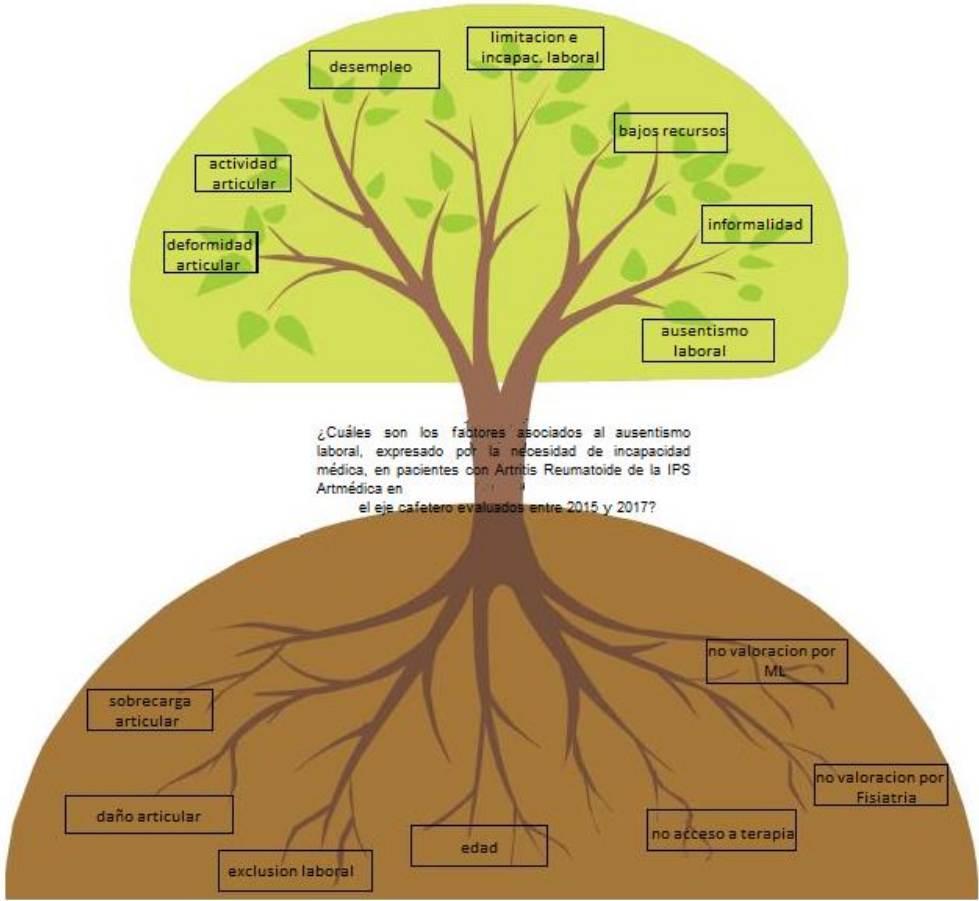 limitacion e
incapac. laboral
desempleo
bajos recursos
actividad
articular
informalidad
deformidad
articular
ausentismo
laboral
¿Cuáles son los factores asociados al ausentismo
laboral, expresado por la necesidad de incapacidad
médica, en pacientes con Artritis Reumatoide de la IPS
Artmédica en
el eje cafetero evaluados entre 2015 y 2017?
no valoracion por
ML
sobrecarga
articular
no valoracion por
Fisiatria
daño articular
no acceso a terapia
edad
exclusion laboral